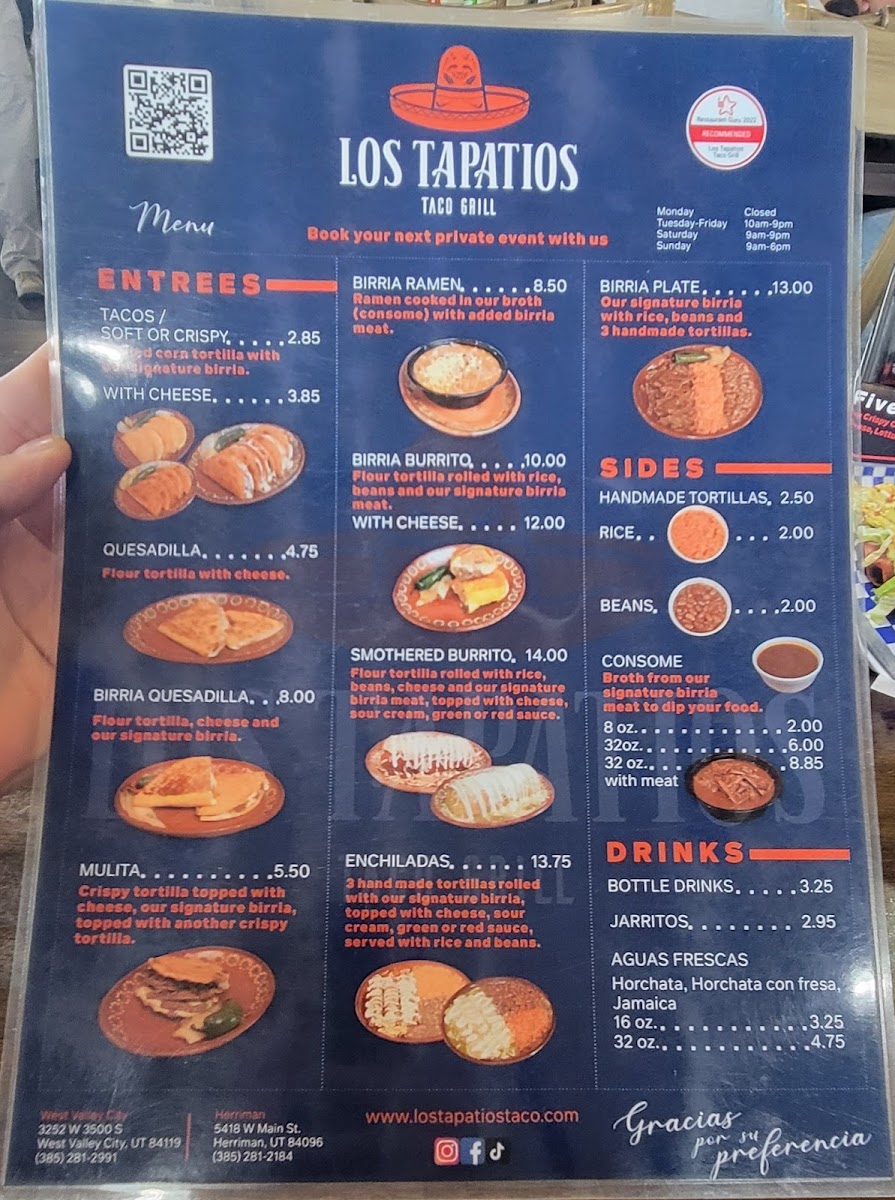 Restaurant Guru 2022
RECOMMENDED
Los Tapatios
Taco Grill
LOS TAPATIOS
TACO GRILL
Menu
Book your next private event with us
Monday Closed
Tuesday-Friday 10am-9pm
Saturday 9am-9pm
Sunday 9am-6pm
ENTREES
TACOS /
SOFT OR CRISPY.....2.85
corn tortilla with
signature birria.
WITH CHEESE......3.85
QUESADILLA.......4.75
Flour tortilla with cheese.
BIRRIA QUESADILLA...8.00
Flour tortilla, cheese and
our signature birria.
MULITA..........5.50
Crispy tortilla topped with
cheese, our signature birria,
topped with another crispy
tortilla.
BIRRIA RAMEN......8.50
Ramen cooked in our broth
(consome) with added birria
meat.
BIRRIA BURRITO.....10.00
Flour tortilla rolled with rice,
beans and our signature birria
meat.
WITH CHEESE..... 12.00
SMOTHERED BURRITO. 14.00
Flour tortilla rolled with rice,
beans, cheese and our signature
birria meat, topped with cheese,
sour cream, green or red sauce.
ENCHILADAS...... 13.75
3 hand made tortillas rolled
with our signature birria,
topped with cheese, sour
cream, green or red sauce,
served with rice and beans.
BIRRIA PLATE......13.00
Our signature birria
with rice, beans and
3 handmade tortillas.
SIDES
HANDMADE TORTILLAS. 2.50
RICE.. ... 2.00
BEANS. ....2.00
CONSOME
Broth from our
signature birria
meat to dip your food.
8 oz............2.00
32oz............6.00
32 oz............8.85
with meat
DRINKS
BOTTLE DRINKS.....3.25
JARRITOS........ 2.95
AGUAS FRESCAS
Horchata, Horchata con fresa,
Jamaica
16 oz............3.25
32 oz............4.75
West Valley City
3252 W 3500 S
West Valley City, UT 84119
(385) 281-2991
Herriman
5418 W Main St.
Herriman, UT 84096
(385) 281-2184
www.lostapatiostaco.com
Gracias
por su
preferencia
Five